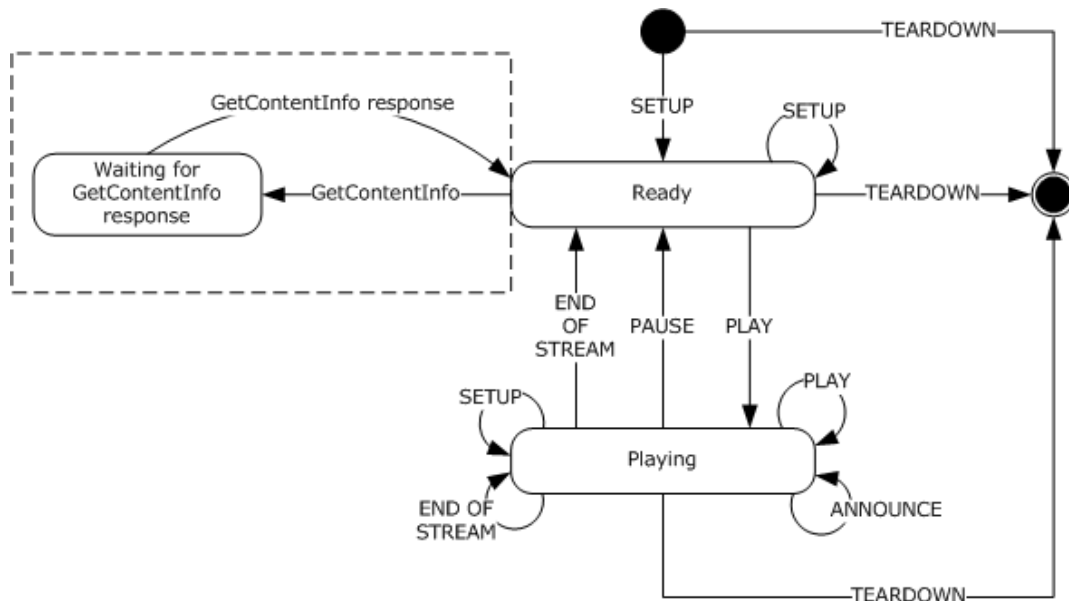 TEARDOWN
GetContentInfo response
SETUP
SETUP
Waiting for
GetContentInfo
response
GetContentInfo
Ready
TEARDOWN
END
OF
STREAM
PAUSE
PLAY
PLAY
SETUP
Playing
END OF
STREAM
ANNOUNCE
TEARDOWN